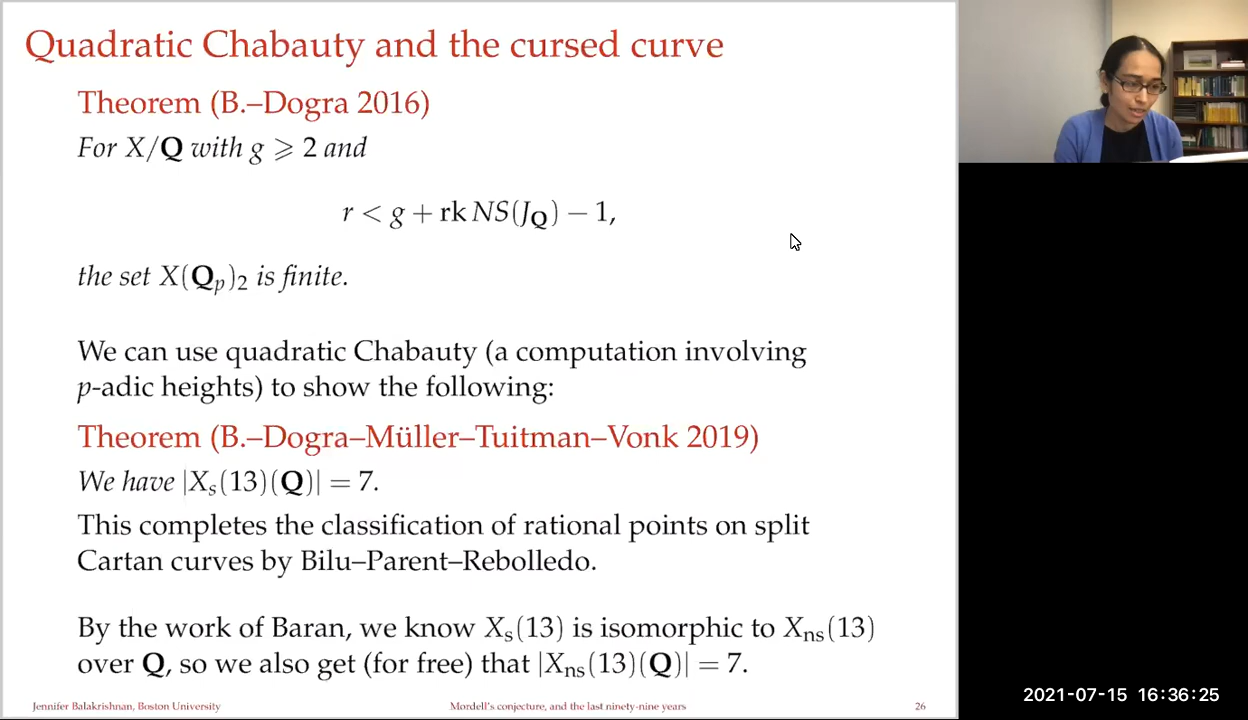 Quadratic Chabauty and the cursed curve
Theorem (B.–Dogra 2016)
For X/Q with g ⩾ 2 and
r < g + rk NS(J_Q) − 1,
the set X(Q_p)_2 is finite.
We can use quadratic Chabauty (a computation involving
p-adic heights) to show the following:
Theorem (B.–Dogra–Müller–Tuitman–Vonk 2019)
We have |X_s(13)(Q)| = 7.
This completes the classification of rational points on split
Cartan curves by Bilu–Parent–Rebolledo.
By the work of Baran, we know X_s(13) is isomorphic to X_ns(13)
over Q, so we also get (for free) that |X_ns(13)(Q)| = 7.
Jennifer Balakrishnan, Boston University
Mordell's conjecture, and the last ninety-nine years
26
2021-07-15 16:36:25